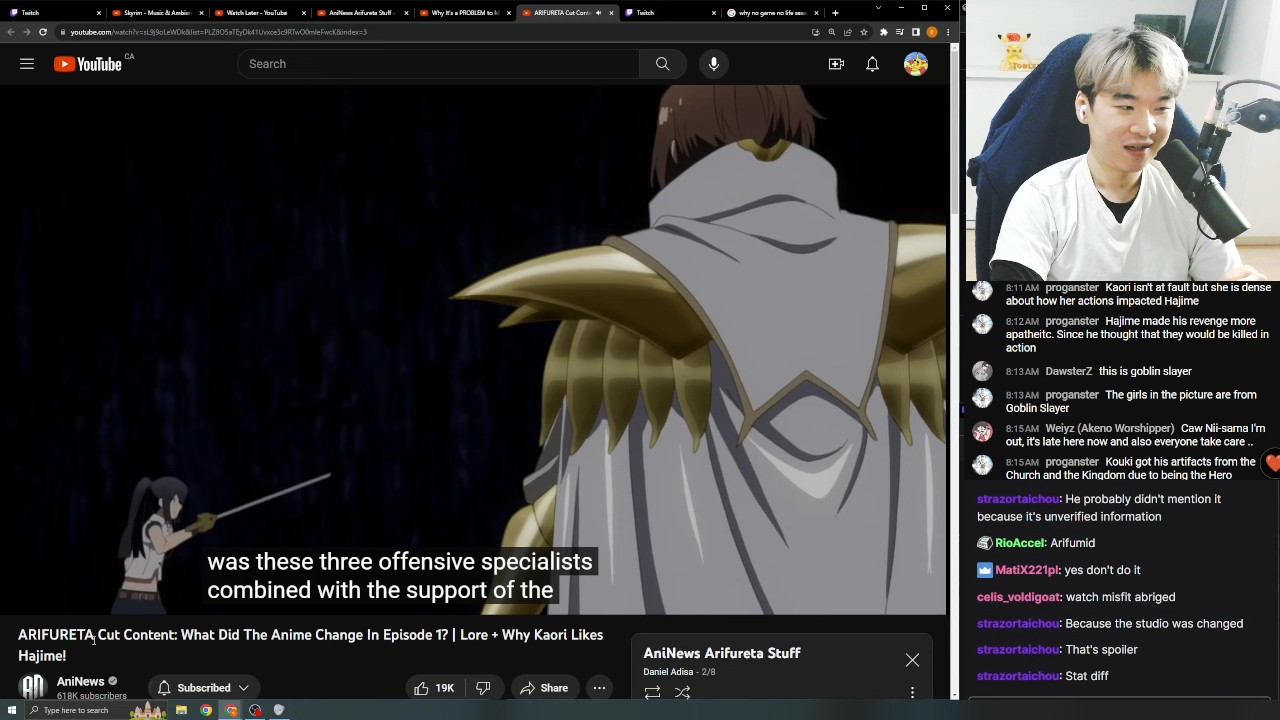 Twitch
Skyrim - Music & Ambien
Watch Later - YouTube
AniNews Arifureta Stuff -
Why It's a PROBLEM to M
ARIFURETA Cut Conte
Twitch
why no game no life seas
youtube.com/watch?v=sL9j9oLeWDk&list=PLZ8O5aTEyDk41Uvxce3c9RTwO0mIeFwcK&index=3
YouTube CA
Search
was these three offensive specialists
combined with the support of the
ARIFURETA Cut Content: What Did The Anime Change In Episode 1? | Lore + Why Kaori Likes
Hajime!
AniNews
618K subscribers
Subscribed
19K
Share
AniNews Arifureta Stuff
Daniel Adisa - 2/8
Type here to search
8:11 AM proganster Kaori isn't at fault but she is dense
about how her actions impacted Hajime
8:12 AM proganster Hajime made his revenge more
apatheitc. Since he thought that they would be killed in
action
8:13 AM DawsterZ this is goblin slayer
8:13 AM proganster The girls in the picture are from
Goblin Slayer
8:15 AM Weiyz (Akeno Worshipper) Caw Nii-sama I'm
out, it's late here now and also everyone take care ..
8:15 AM proganster Kouki got his artifacts from the
Church and the Kingdom due to being the Hero
strazortaichou: He probably didn't mention it
because it's unverified information
RioAccel: Arifumid
MatiX221pl: yes don't do it
celis_voldigoat: watch misfit abriged
strazortaichou: Because the studio was changed
strazortaichou: That's spoiler
strazortaichou: Stat diff